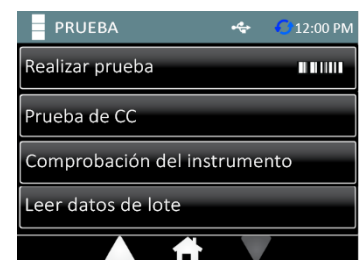 PRUEBA 12:00 PM
Realizar prueba
Prueba de CC
Comprobación del instrumento
Leer datos de lote